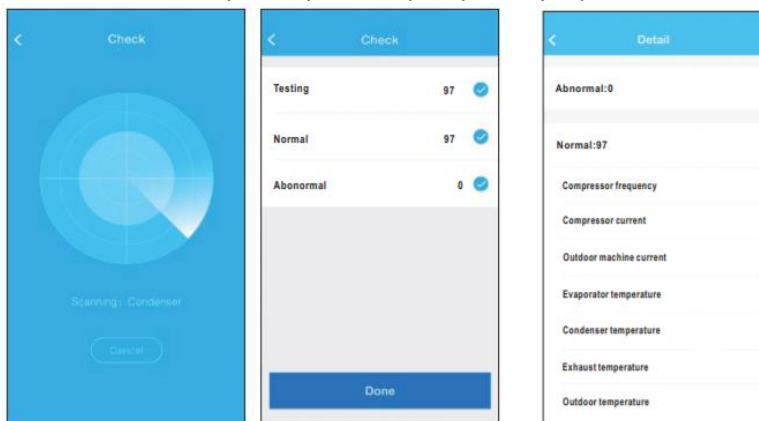 Check
Scanning: Condenser
Cancel
Check
Testing 97
Normal 97
Abonormal 0
Done
Detail
Abnormal:0
Normal:97
Compressor frequency
Compressor current
Outdoor machine current
Evaporator temperature
Condenser temperature
Exhaust temperature
Outdoor temperature